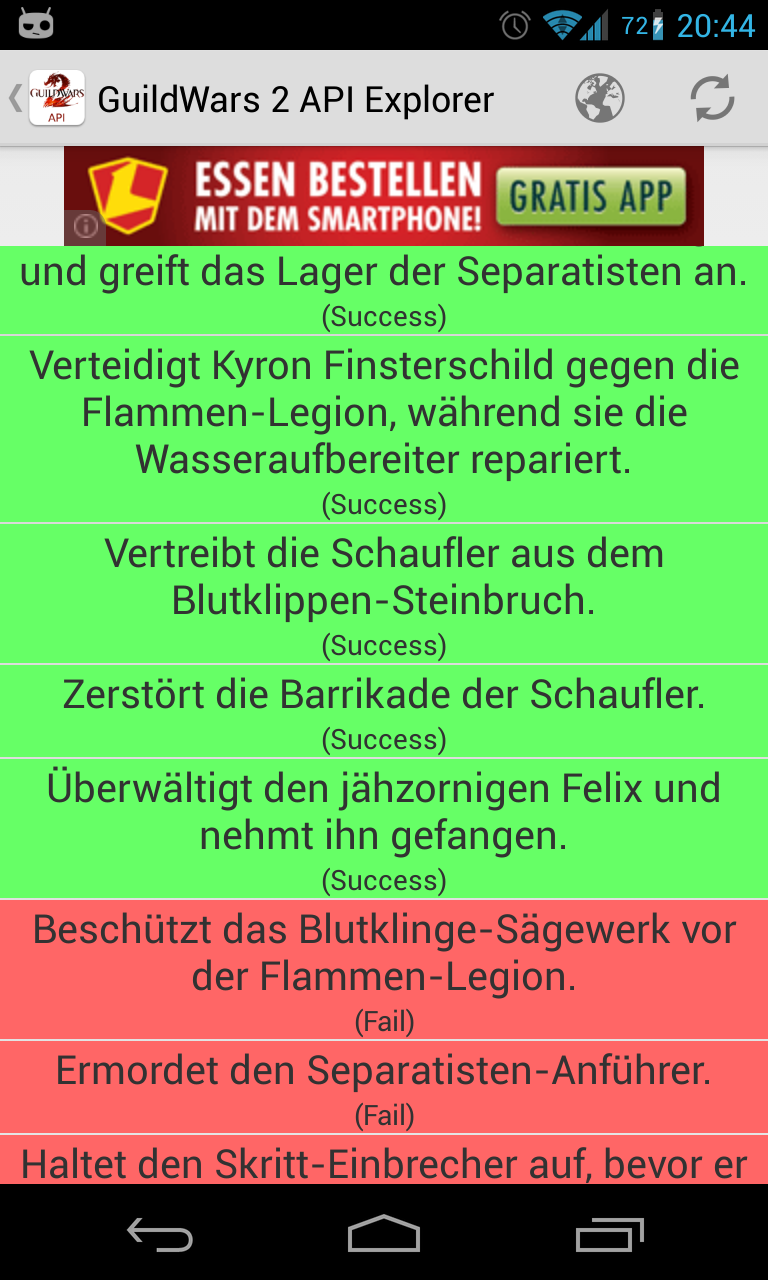 72 20:44
GUILDWARS
2
API
GuildWars 2 API Explorer
ESSEN BESTELLEN
MIT DEM SMARTPHONE!
GRATIS APP
und greift das Lager der Separatisten an.
(Success)
Verteidigt Kyron Finsterschild gegen die
Flammen-Legion, während sie die
Wasseraufbereiter repariert.
(Success)
Vertreibt die Schaufler aus dem
Blutklippen-Steinbruch.
(Success)
Zerstört die Barrikade der Schaufler.
(Success)
Überwältigt den jähzornigen Felix und
nehmt ihn gefangen.
(Success)
Beschützt das Blutklinge-Sägewerk vor
der Flammen-Legion.
(Fail)
Ermordet den Separatisten-Anführer.
(Fail)
Haltet den Skritt-Einbrecher auf, bevor er